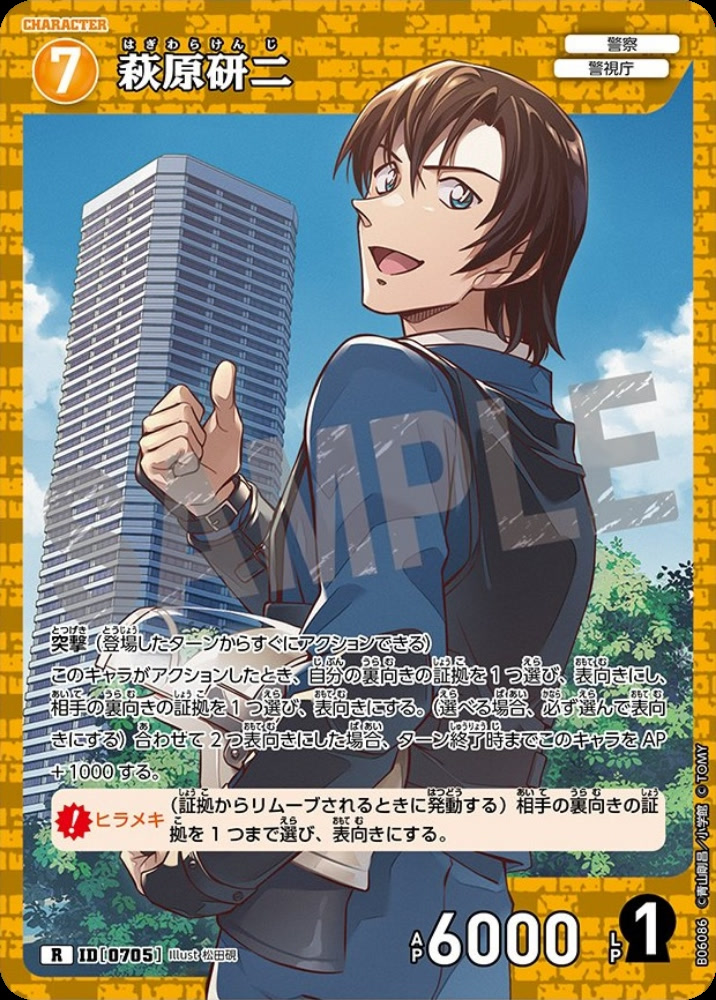 CHARACTER
7
はぎわらけんじ
萩原研二
警察
警視庁
SAMPLE
突撃（登場したターンからすぐにアクションできる）
このキャラがアクションしたとき、自分の裏向きの証拠を1つ選び、表向きにし、
相手の裏向きの証拠を1つ選び、表向きにする。（選べる場合、必ず選んで表向
きにする）合わせて2つ表向きにした場合、ターン終了時までこのキャラをAP
+1000する。
ヒラメキ（証拠からリムーブされるときに発動する）相手の裏向きの証
拠を1つまで選び、表向きにする。
R ID[0705] Illust 松田硯
AP 6000 LP 1
B06086 ©青山剛昌／小学館 ©TOMY